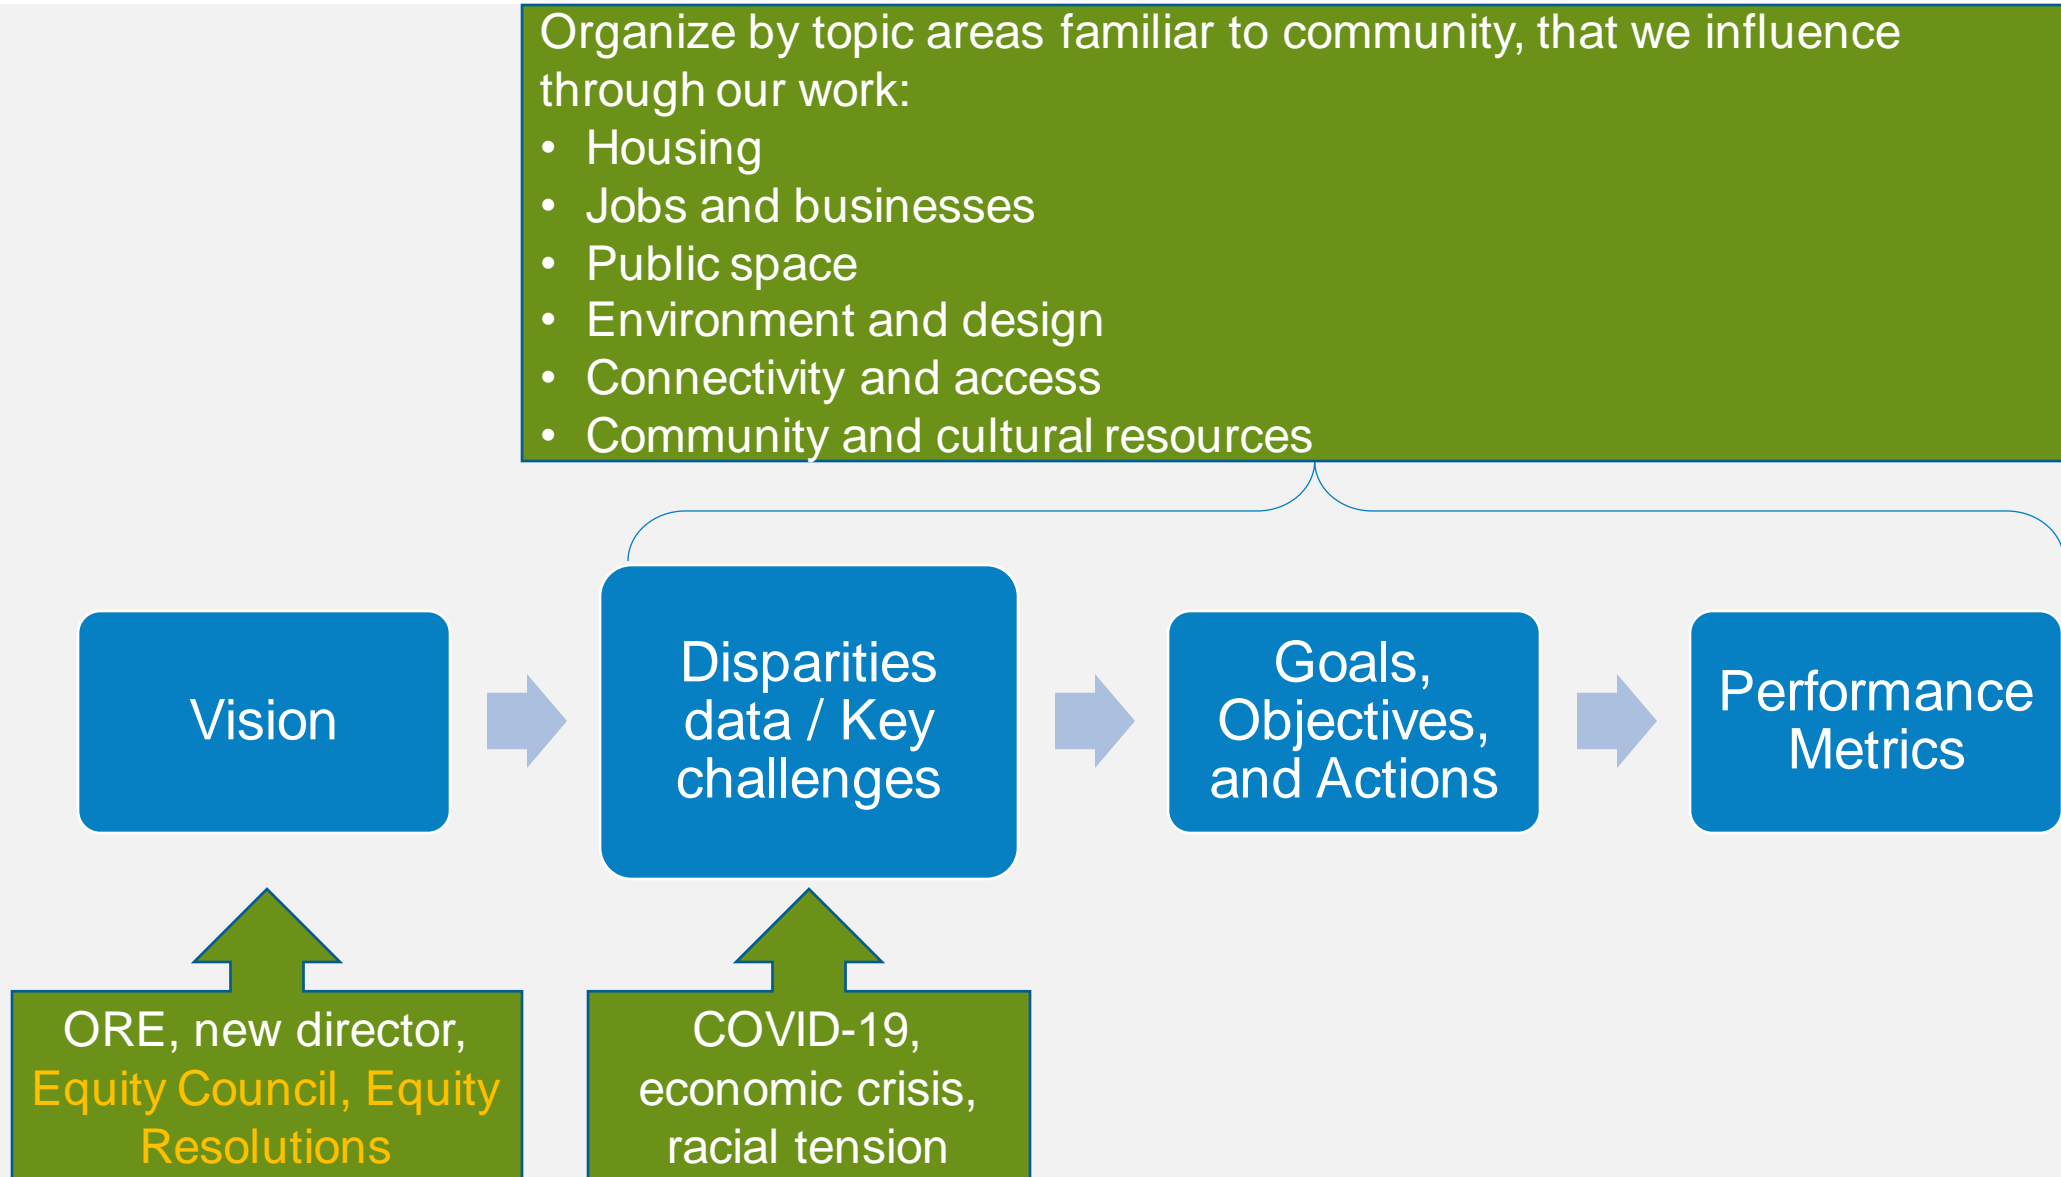 Organize by topic areas familiar to community, that we influence
through our work:
• Housing
• Jobs and businesses
• Public space
• Environment and design
• Connectivity and access
• Community and cultural resources
Vision
Disparities
data / Key
challenges
Goals,
Objectives,
and Actions
Performance
Metrics
ORE, new director,
Equity Council, Equity
Resolutions
COVID-19,
economic crisis,
racial tension